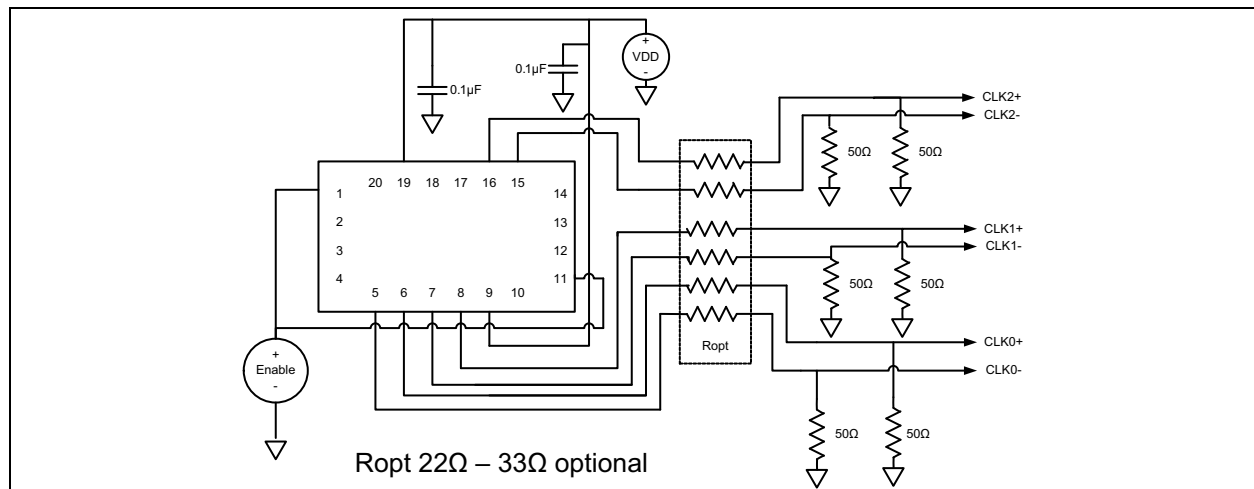 +
VDD
-
0.1µF
0.1µF
CLK2+
CLK2-
50Ω
50Ω
20 19 18 17 16 15
1
2
3
4
14
13
12
11
5 6 7 8 9 10
CLK1+
CLK1-
50Ω
50Ω
Ropt
CLK0+
CLK0-
50Ω
50Ω
+
Enable
-
Ropt 22Ω – 33Ω optional